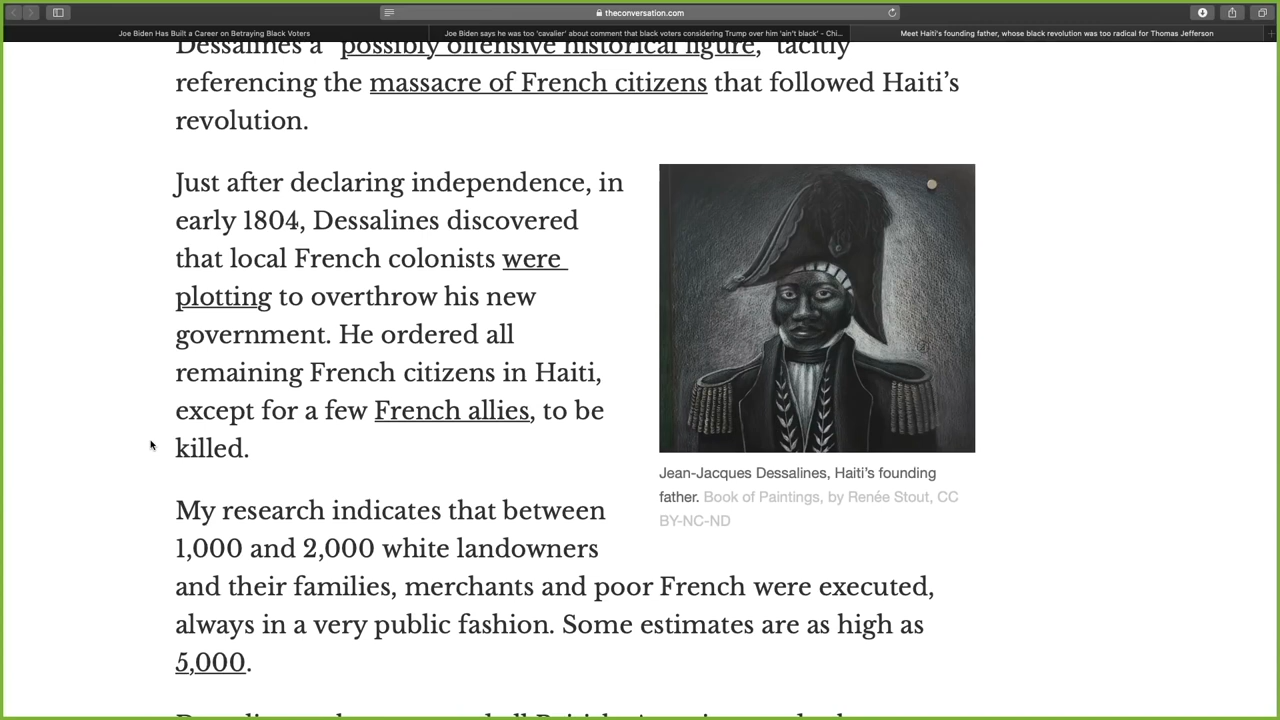 theconversation.com
Joe Biden Has Built a Career on Betraying Black Voters
Joe Biden says he was too 'cavalier' about comment that black voters considering Trump over him 'ain't black' - Chi...
Meet Haiti's founding father, whose black revolution was too radical for Thomas Jefferson
Dessalines a “possibly offensive historical figure,” tacitly
referencing the massacre of French citizens that followed Haiti’s
revolution.
Just after declaring independence, in
early 1804, Dessalines discovered
that local French colonists were
plotting to overthrow his new
government. He ordered all
remaining French citizens in Haiti,
except for a few French allies, to be
killed.
Jean-Jacques Dessalines, Haiti’s founding
father. Book of Paintings, by Renée Stout, CC
BY-NC-ND
My research indicates that between
1,000 and 2,000 white landowners
and their families, merchants and poor French were executed,
always in a very public fashion. Some estimates are as high as
5,000.